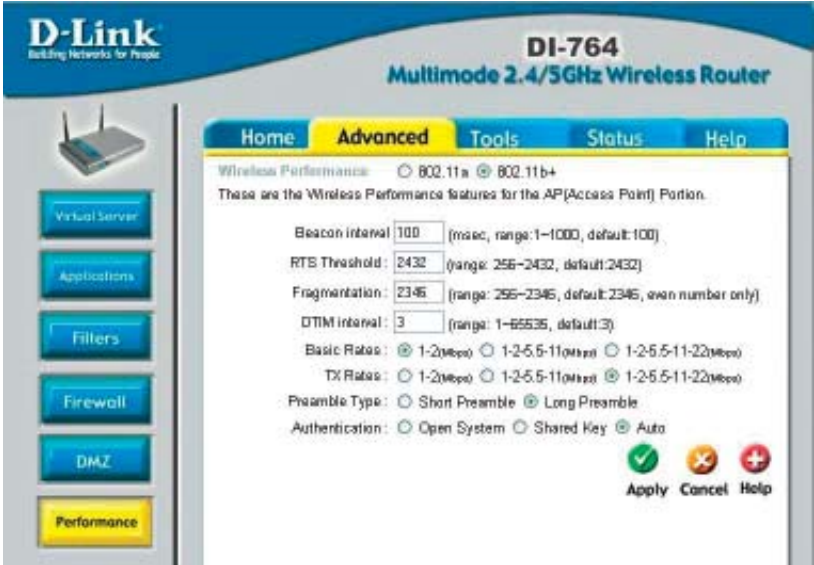 D-Link
Building Networks for People
DI-764
Multimode 2.4/5GHz Wireless Router
Home Advanced Tools Status Help
Virtual Server
Applications
Filters
Firewall
DMZ
Performance
Wireless Performance 802.11a 802.11b+
These are the Wireless Performance features for the AP(Access Point) Portion.
Beacon interval 100 (msec, range:1~1000, default:100)
RTS Threshold : 2432 (range: 256~2432, default:2432)
Fragmentation : 2346 (range: 256~2346, default: 2346, even number only)
DTIM interval : 3 (range: 1~65535, default:3)
Basic Rates : 1-2(Mbps) 1-2-5.5-11(Mbps) 1-2-5.5-11-22(Mbps)
TX Rates : 1-2(Mbps) 1-2-5.5-11(Mbps) 1-2-5.5-11-22(Mbps)
Preamble Type : Short Preamble Long Preamble
Authentication : Open System Shared Key Auto
Apply Cancel Help